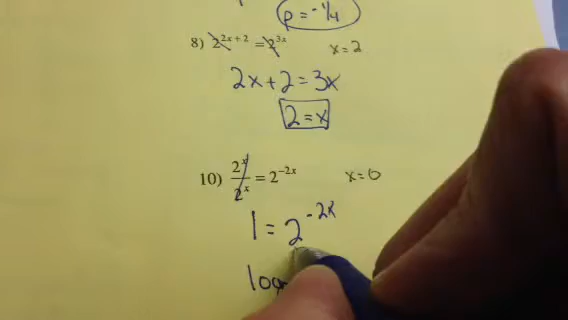 p = -1/4
8) 2^{2x+2} = 2^{3x} x = 2
2x + 2 = 3x
2 = x
10) \frac{2^x}{2^x} = 2^{-2x} x = 0
1 = 2^{-2x}
log